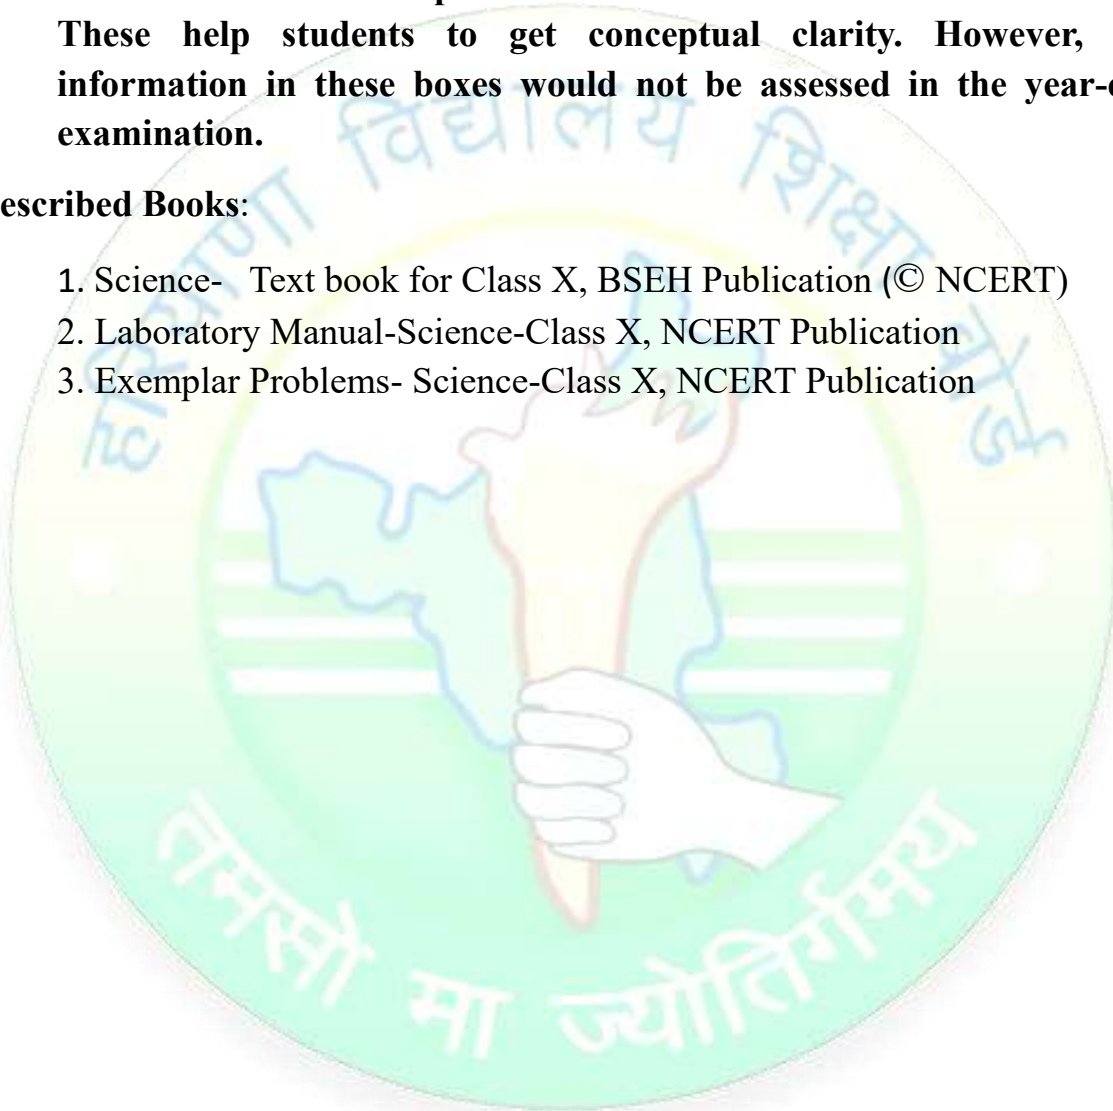 These help students to get conceptual clarity. However,
information in these boxes would not be assessed in the year-
examination.
escribed Books:
1. Science- Text book for Class X, BSEH Publication (© NCERT)
2. Laboratory Manual-Science-Class X, NCERT Publication
3. Exemplar Problems- Science-Class X, NCERT Publication
हरियाणा विद्यालय शिक्षा बोर्ड
तमसो मा ज्योतिर्गमय